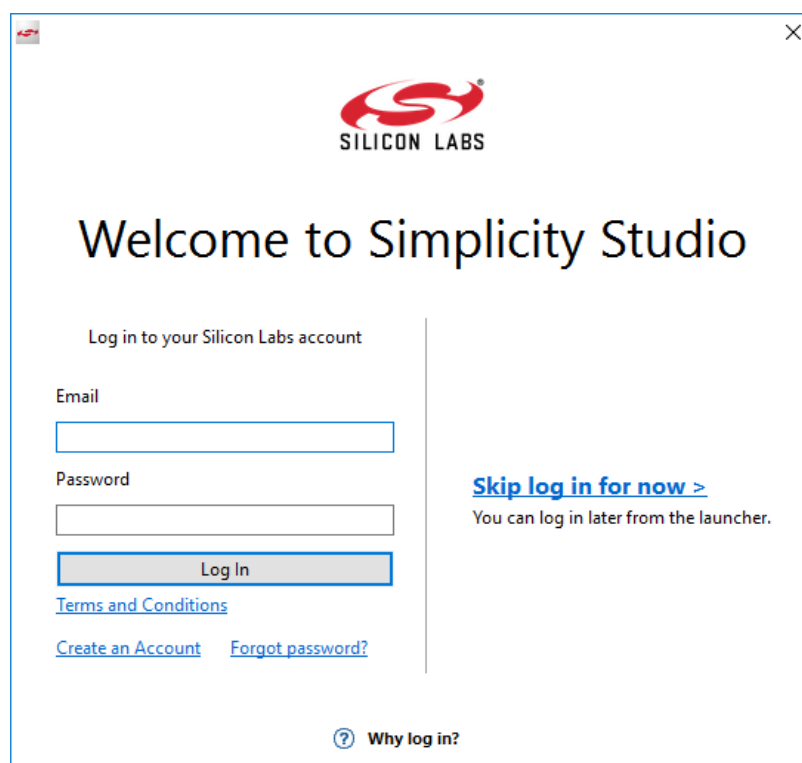 SILICON LABS
Welcome to Simplicity Studio
Log in to your Silicon Labs account
Email
Password
Log In
Terms and Conditions
Create an Account Forgot password?
Skip log in for now >
You can log in later from the launcher.
? Why log in?